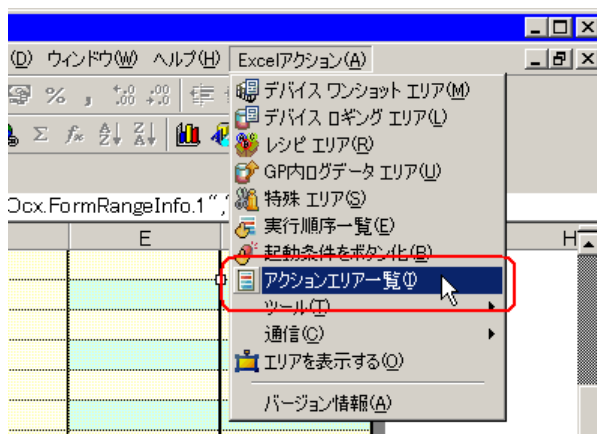 (D) ウィンドウ(W) ヘルプ(H) Excelアクション(A)
% , .00 .00
Σ fx
Ocx.FormRangeInfo.1","
E
H
デバイス ワンショット エリア(M)
デバイス ロギング エリア(L)
レシピ エリア(R)
GP内ログデータ エリア(U)
特殊 エリア(S)
実行順序一覧(E)
起動条件をボタン化(B)
アクションエリア一覧(I)
ツール(T)
通信(C)
エリアを表示する(O)
バージョン情報(A)